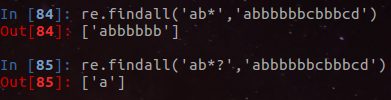 In [84]: re.findall('ab*','abbbbbbcbbbcd')
Out[84]: ['abbbbbb']
In [85]: re.findall('ab*?','abbbbbbcbbbcd')
Out[85]: ['a']